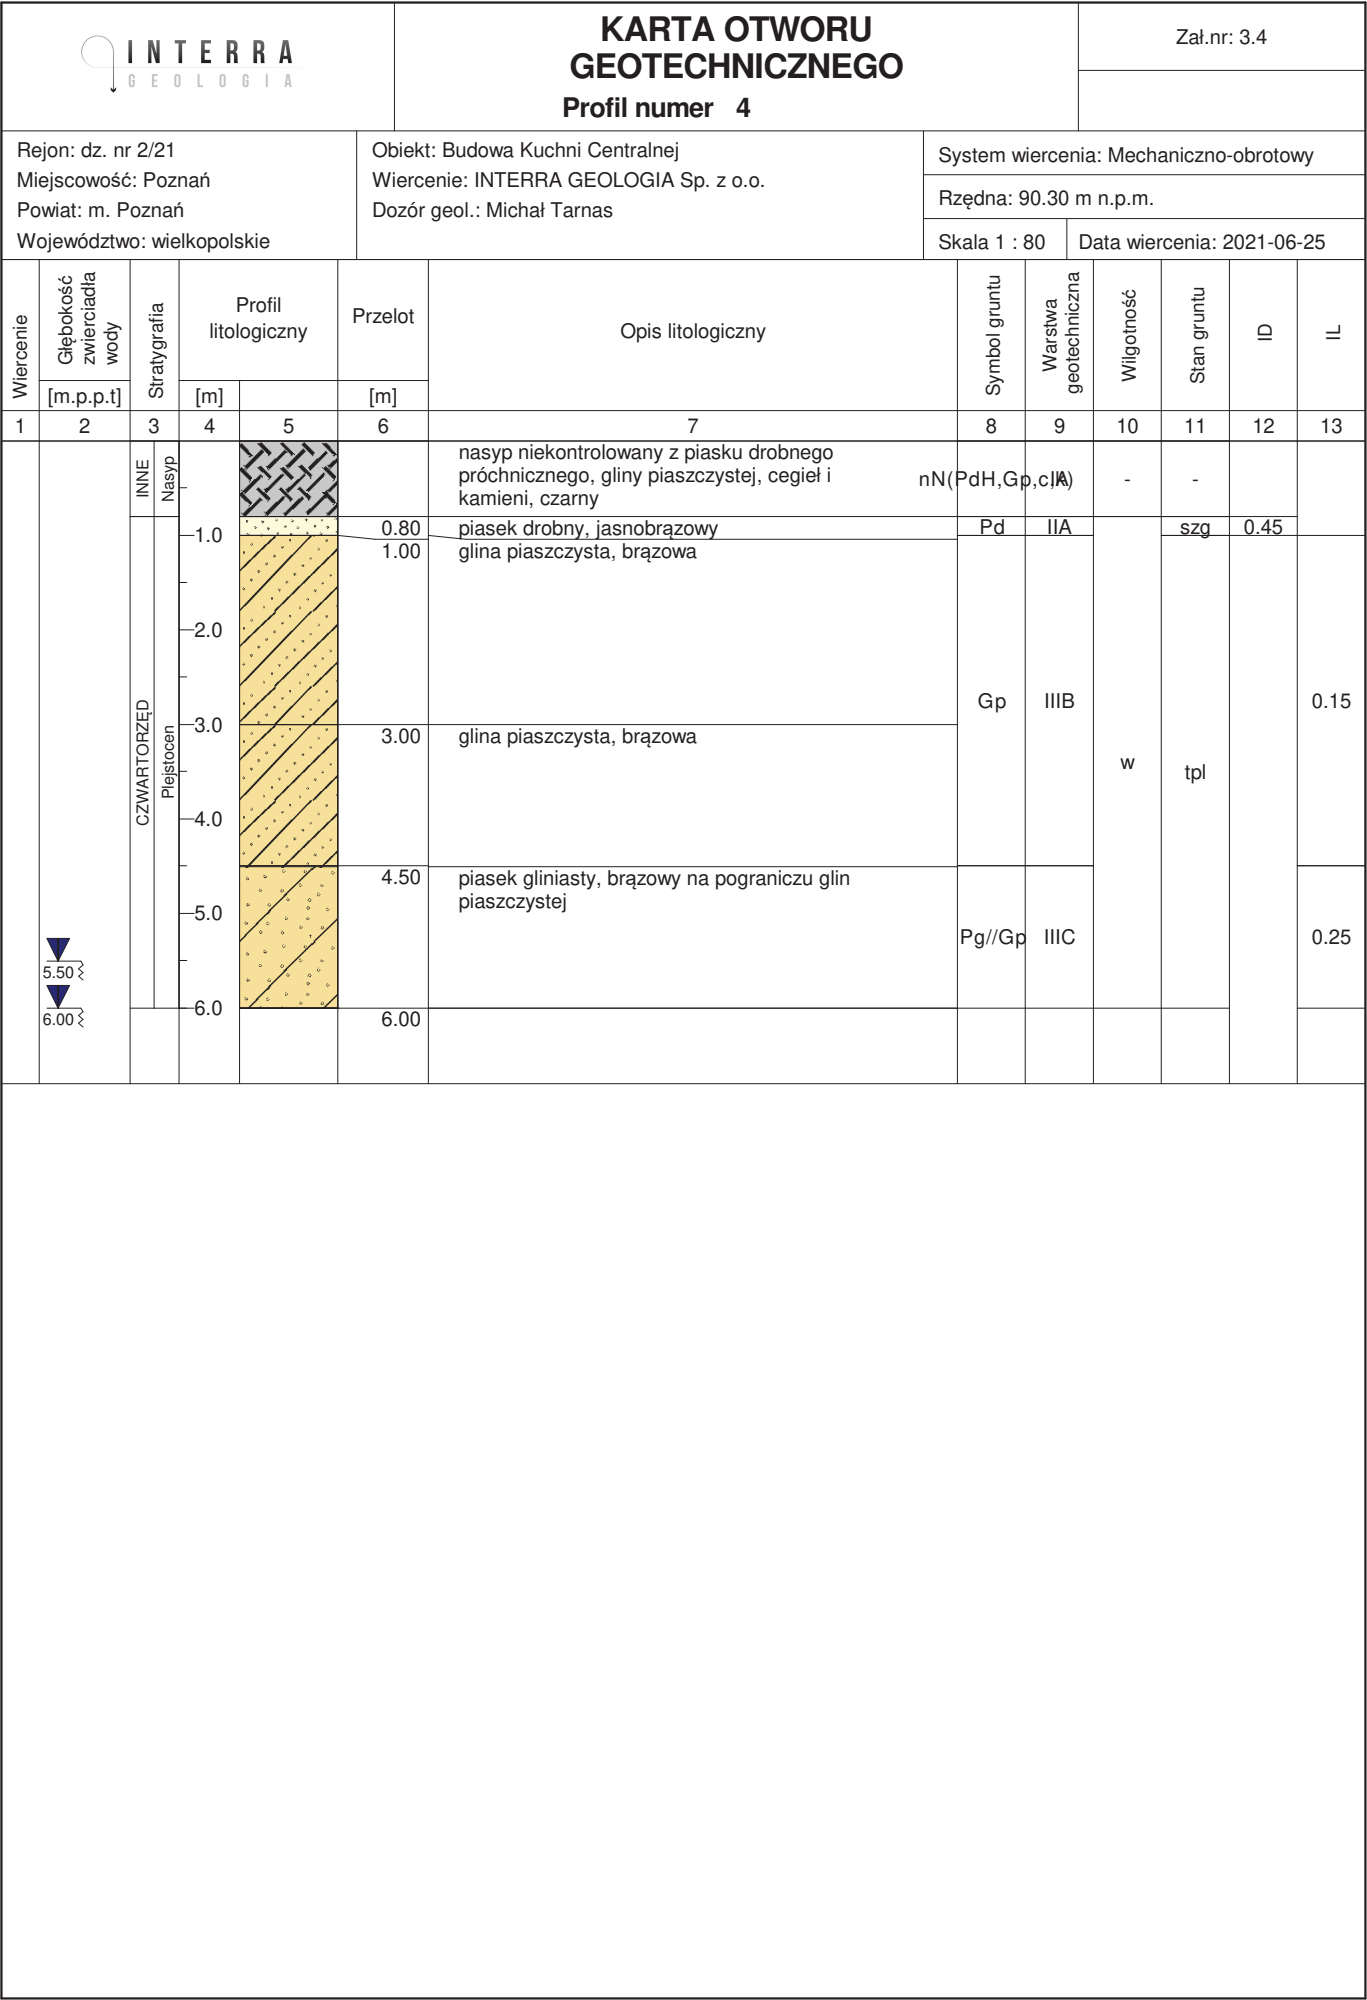 INTERRA
GEOLOGIA
KARTA OTWORU
GEOTECHNICZNEGO
Profil numer 4
Zał.nr: 3.4
Rejon: dz. nr 2/21
Miejscowość: Poznań
Powiat: m. Poznań
Województwo: wielkopolskie
Obiekt: Budowa Kuchni Centralnej
Wiercenie: INTERRA GEOLOGIA Sp. z o.o.
Dozór geol.: Michał Tarnas
System wiercenia: Mechaniczno-obrotowy
Rzędna: 90.30 m n.p.m.
Skala 1 : 80
Data wiercenia: 2021-06-25
Wiercenie
Głębokość
zwierciadła
wody
[m.p.p.t]
Stratygrafia
Profil
litologiczny
[m]
Przelot
[m]
Opis litologiczny
Symbol gruntu
Warstwa
geotechniczna
Wilgotność
Stan gruntu
ID
IL
1 2 3 4 5 6 7 8 9 10 11 12 13
INNE
Nasyp
nasyp niekontrolowany z piasku drobnego
próchnicznego, gliny piaszczystej, cegieł i
kamieni, czarny
nN(PdH,Gp,c IA - -
1.0
0.80 piasek drobny, jasnobrązowy Pd IIA szg 0.45
1.00 glina piaszczysta, brązowa
2.0
Gp IIIB 0.15
3.0
3.00 glina piaszczysta, brązowa
CZWARTORZĘD
Plejstocen
w
tpl
4.0
4.50 piasek gliniasty, brązowy na pograniczu glin
piaszczystej
5.0
Pg//Gp IIIC 0.25
5.50
6.0
6.00 6.00